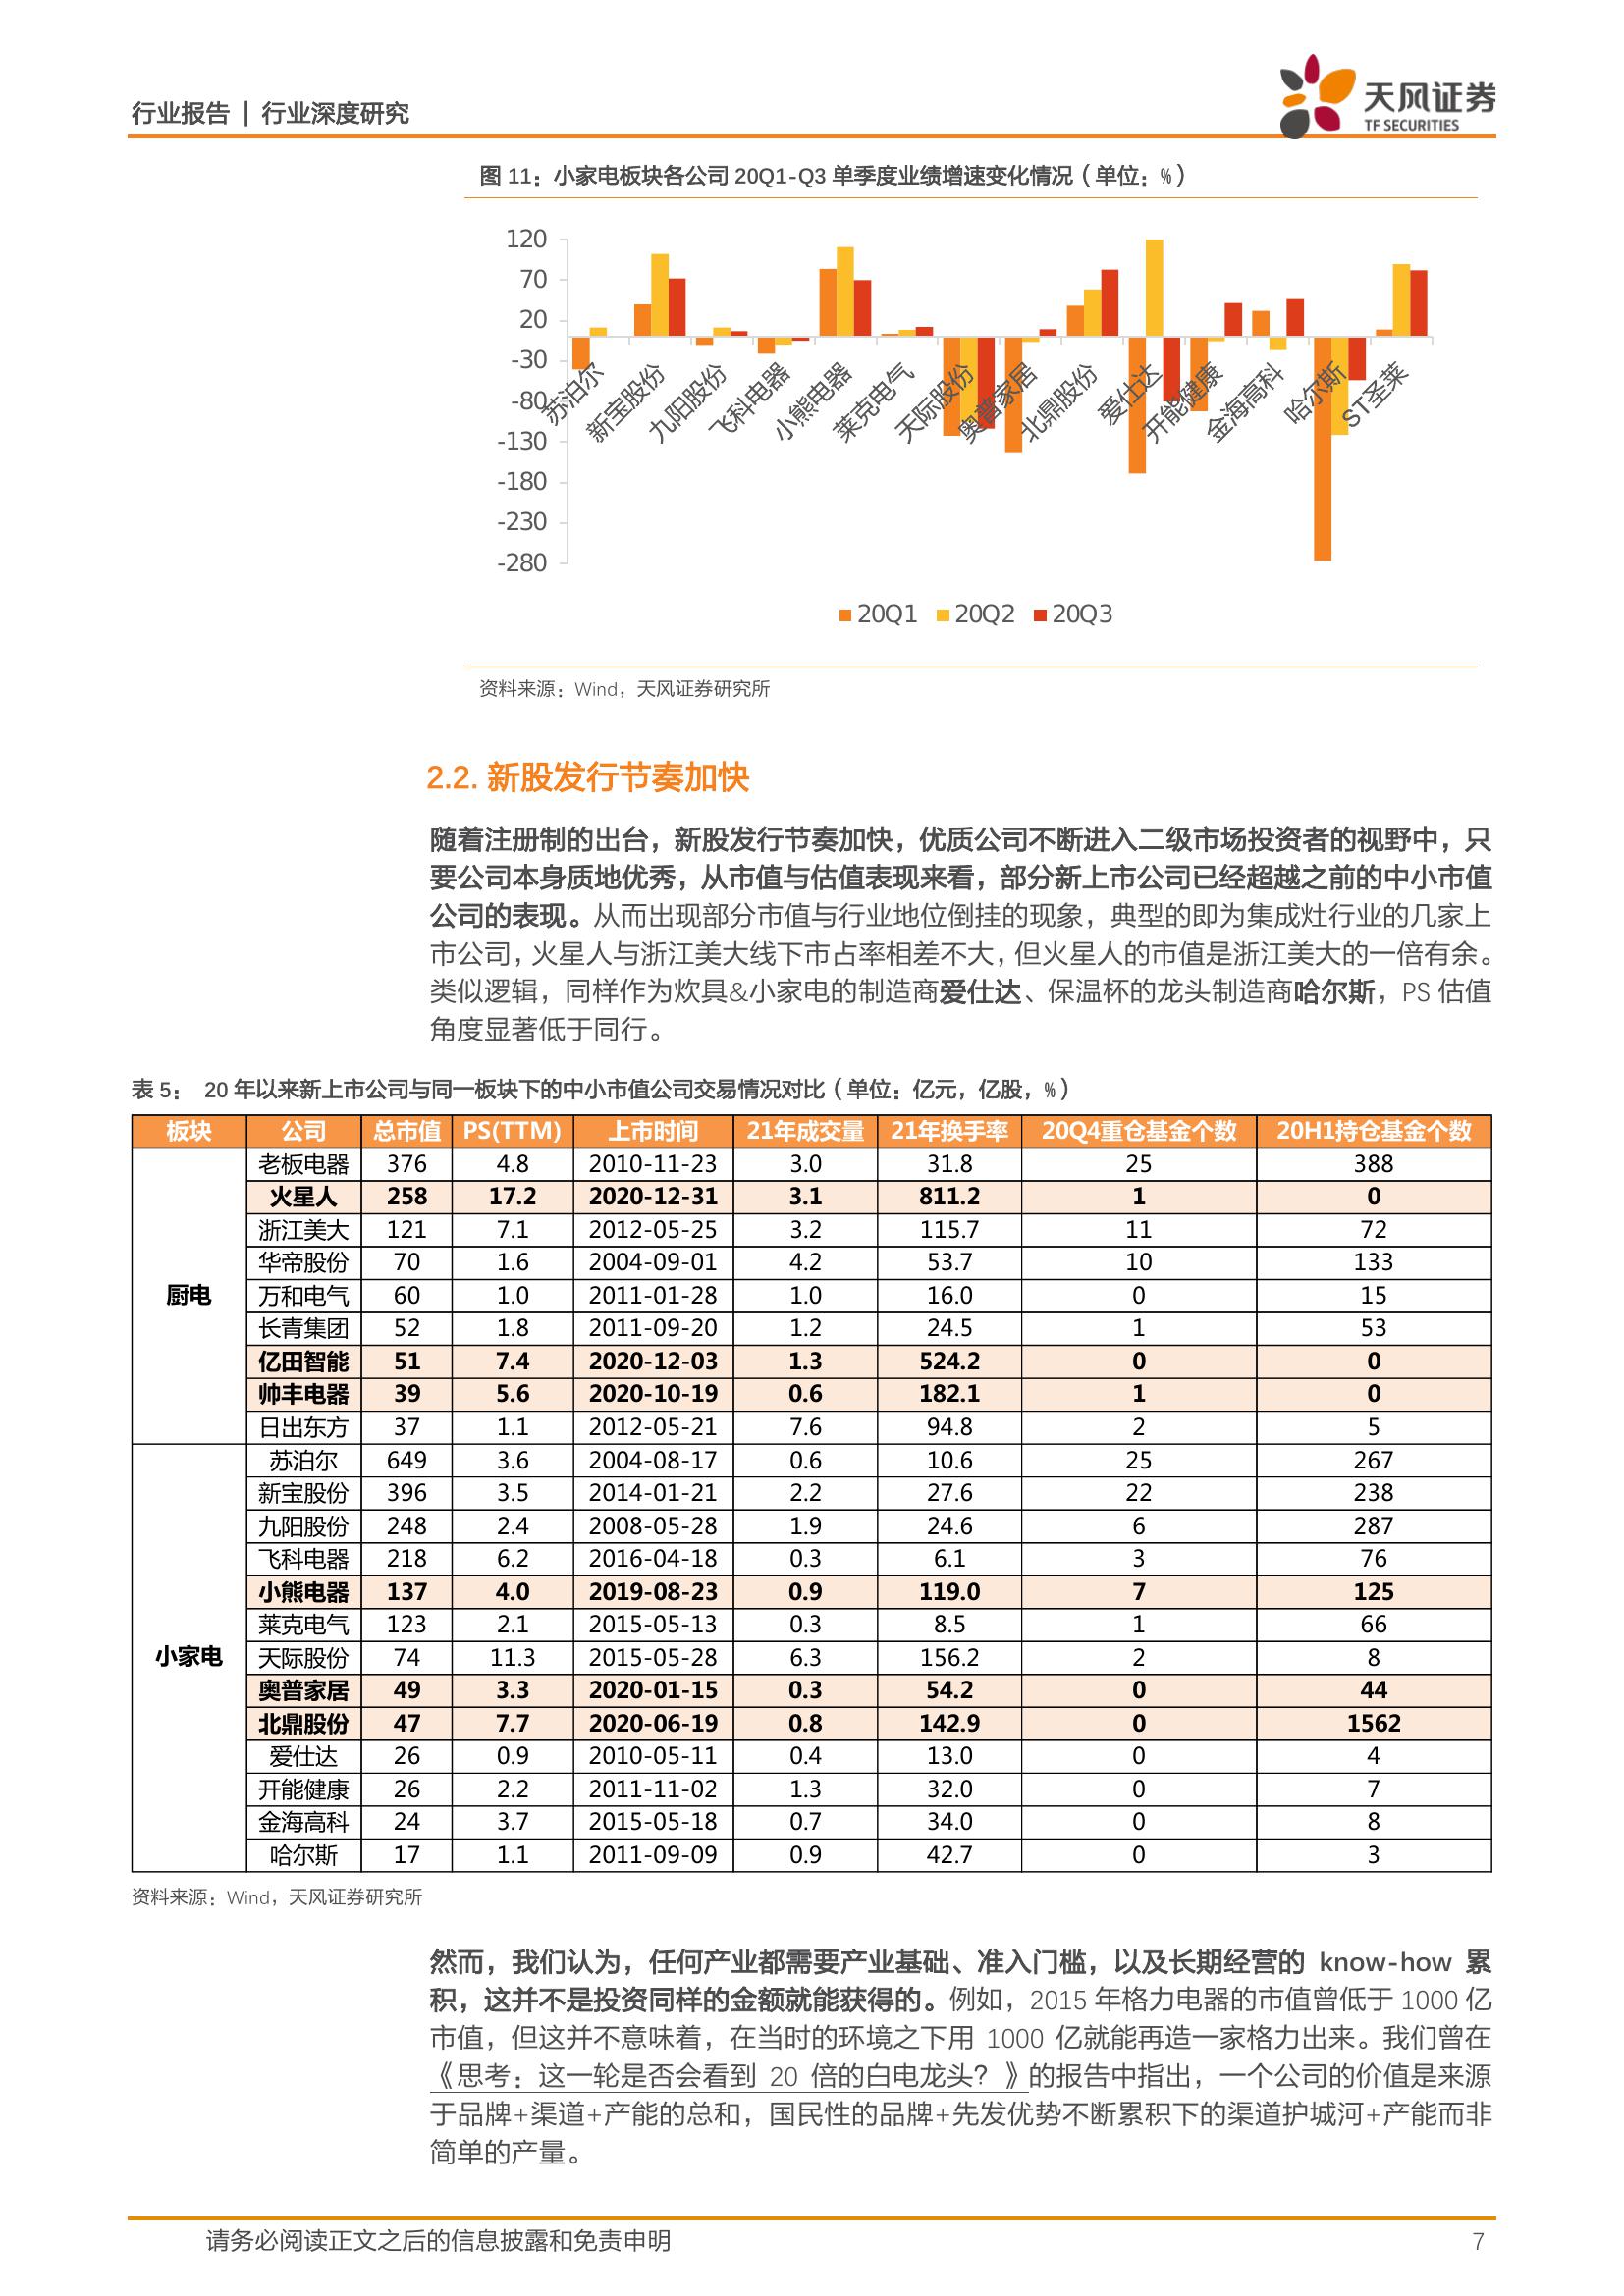 行业报告 | 行业深度研究
天风证券
TF SECURITIES
图 11：小家电板块各公司 20Q1-Q3 单季度业绩增速变化情况（单位：%）
120
70
20
-30
-80
-130
-180
-230
-280
苏泊尔
新宝股份
九阳股份
飞科电器
小熊电器
莱克电气
天际股份
奥普家居
北鼎股份
爱仕达
开能健康
金海高科
哈尔斯
ST圣莱
20Q1 20Q2 20Q3
资料来源：Wind，天风证券研究所
2.2. 新股发行节奏加快
随着注册制的出台，新股发行节奏加快，优质公司不断进入二级市场投资者的视野中，只
要公司本身质地优秀，从市值与估值表现来看，部分新上市公司已经超越之前的中小市值
公司的表现。从而出现部分市值与行业地位倒挂的现象，典型的即为集成灶行业的几家上
市公司，火星人与浙江美大线下市占率相差不大，但火星人的市值是浙江美大的一倍有余。
类似逻辑，同样作为炊具&小家电的制造商爱仕达、保温杯的龙头制造商哈尔斯，PS 估值
角度显著低于同行。
表 5： 20 年以来新上市公司与同一板块下的中小市值公司交易情况对比（单位：亿元，亿股，%）
板块 公司 总市值 PS(TTM) 上市时间 21年成交量 21年换手率 20Q4重仓基金个数 20H1持仓基金个数
厨电
老板电器 376 4.8 2010-11-23 3.0 31.8 25 388
火星人 258 17.2 2020-12-31 3.1 811.2 1 0
浙江美大 121 7.1 2012-05-25 3.2 115.7 11 72
华帝股份 70 1.6 2004-09-01 4.2 53.7 10 133
万和电气 60 1.0 2011-01-28 1.0 16.0 0 15
长青集团 52 1.8 2011-09-20 1.2 24.5 1 53
亿田智能 51 7.4 2020-12-03 1.3 524.2 0 0
帅丰电器 39 5.6 2020-10-19 0.6 182.1 1 0
日出东方 37 1.1 2012-05-21 7.6 94.8 2 5
小家电
苏泊尔 649 3.6 2004-08-17 0.6 10.6 25 267
新宝股份 396 3.5 2014-01-21 2.2 27.6 22 238
九阳股份 248 2.4 2008-05-28 1.9 24.6 6 287
飞科电器 218 6.2 2016-04-18 0.3 6.1 3 76
小熊电器 137 4.0 2019-08-23 0.9 119.0 7 125
莱克电气 123 2.1 2015-05-13 0.3 8.5 1 66
天际股份 74 11.3 2015-05-28 6.3 156.2 2 8
奥普家居 49 3.3 2020-01-15 0.3 54.2 0 44
北鼎股份 47 7.7 2020-06-19 0.8 142.9 0 1562
爱仕达 26 0.9 2010-05-11 0.4 13.0 0 4
开能健康 26 2.2 2011-11-02 1.3 32.0 0 7
金海高科 24 3.7 2015-05-18 0.7 34.0 0 8
哈尔斯 17 1.1 2011-09-09 0.9 42.7 0 3
资料来源：Wind，天风证券研究所
然而，我们认为，任何产业都需要产业基础、准入门槛，以及长期经营的 know-how 累
积，这并不是投资同样的金额就能获得的。例如，2015 年格力电器的市值曾低于 1000 亿
市值，但这并不意味着，在当时的环境之下用 1000 亿就能再造一家格力出来。我们曾在
《思考：这一轮是否会看到 20 倍的白电龙头？》的报告中指出，一个公司的价值是来源
于品牌+渠道+产能的总和，国民性的品牌+先发优势不断累积下的渠道护城河+产能而非
简单的产量。
请务必阅读正文之后的信息披露和免责申明
7